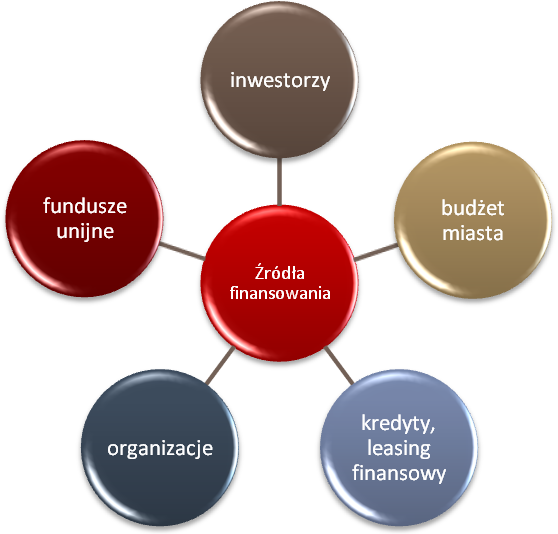 inwestorzy
fundusze
unijne
budżet
miasta
Źródła
finansowania
organizacje
kredyty,
leasing
finansowy